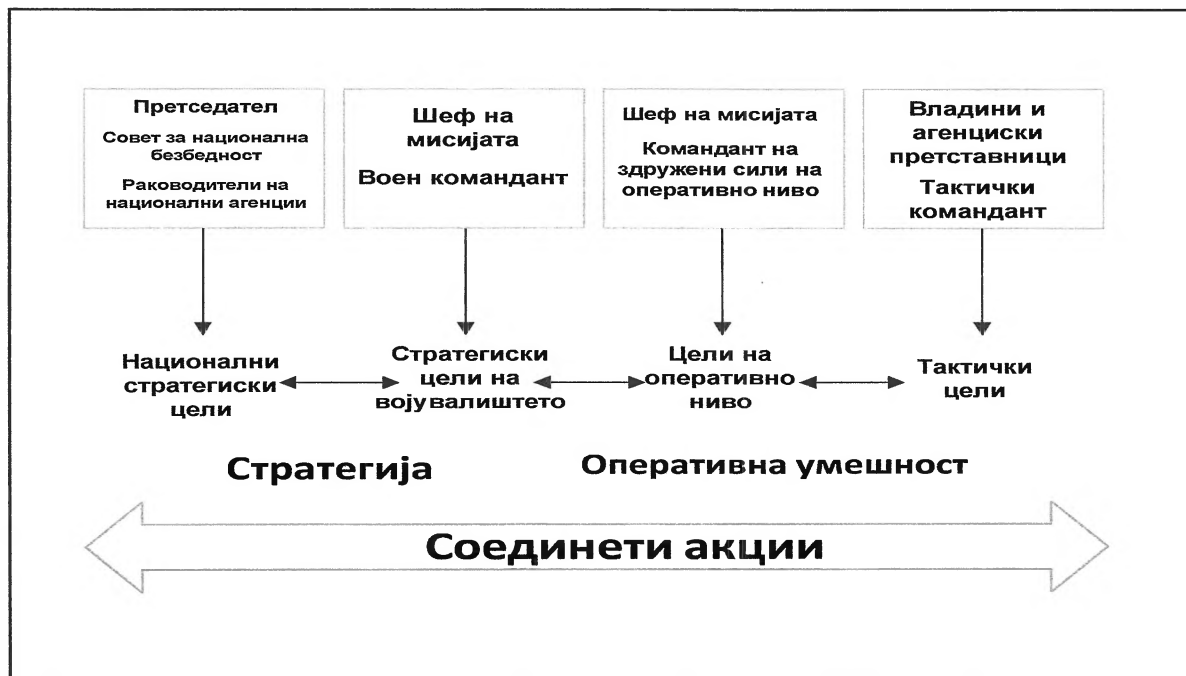 Претседател
Совет за национална
безбедност
Раководители на
национални агенции
Шеф на
мисијата
Воен командант
Шеф на мисијата
Командант на
здружени сили на
оперативно ниво
Владини и
агенциски
претставници
Тактички
командант
Национални
стратегиски
цели
Стратегиски
цели на
војувалиштето
Цели на
оперативно
ниво
Тактички
цели
Стратегија
Оперативна умешност
Соединети акции